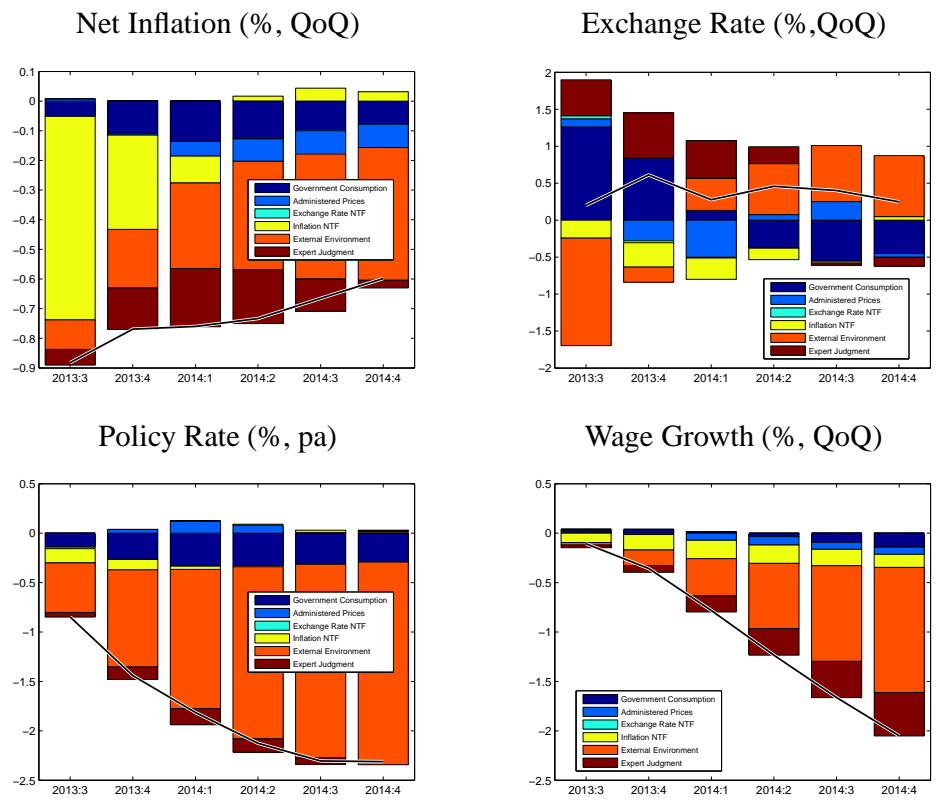 Net Inflation (%, QoQ)
0.1
0
−0.1
−0.2
−0.3
−0.4
−0.5
−0.6
−0.7
−0.8
−0.9
2013:3 2013:4 2014:1 2014:2 2014:3 2014:4
Government Consumption
Administered Prices
Exchange Rate NTF
Inflation NTF
External Environment
Expert Judgment
Exchange Rate (%,QoQ)
2
1.5
1
0.5
0
−0.5
−1
−1.5
−2
2013:3 2013:4 2014:1 2014:2 2014:3 2014:4
Government Consumption
Administered Prices
Exchange Rate NTF
Inflation NTF
External Environment
Expert Judgment
Policy Rate (%, pa)
0.5
0
−0.5
−1
−1.5
−2
−2.5
2013:3 2013:4 2014:1 2014:2 2014:3 2014:4
Government Consumption
Administered Prices
Exchange Rate NTF
Inflation NTF
External Environment
Expert Judgment
Wage Growth (%, QoQ)
0.5
0
−0.5
−1
−1.5
−2
−2.5
2013:3 2013:4 2014:1 2014:2 2014:3 2014:4
Government Consumption
Administered Prices
Exchange Rate NTF
Inflation NTF
External Environment
Expert Judgment